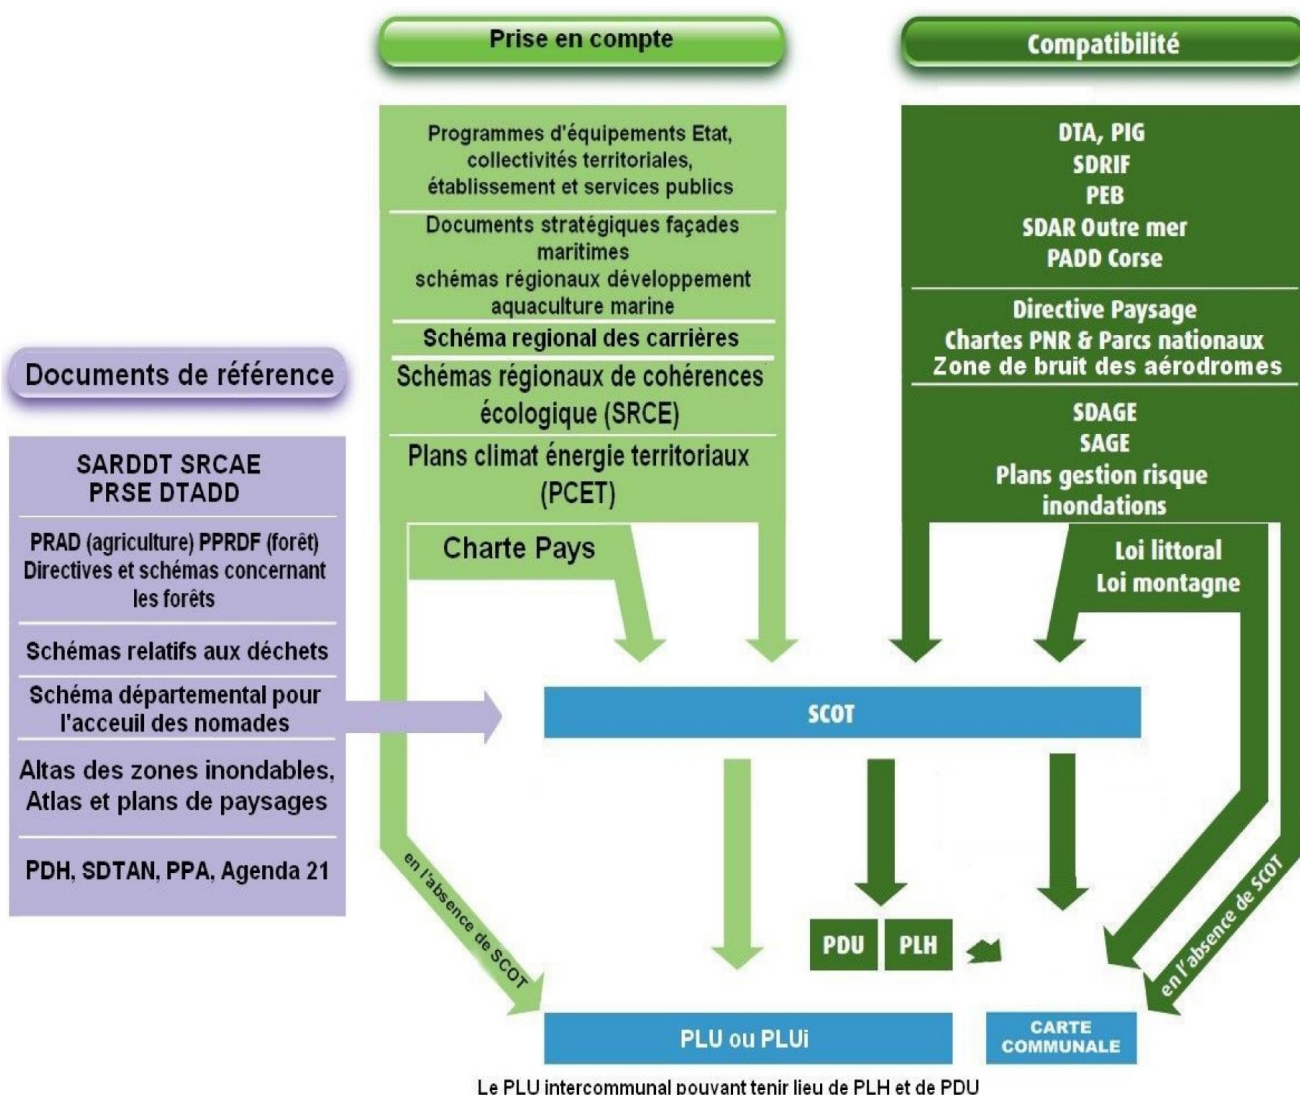 Prise en compte
Compatibilité
Programmes d'équipements Etat,
collectivités territoriales,
établissement et services publics
Documents stratégiques façades
maritimes
schémas régionaux développement
aquaculture marine
Schéma regional des carrières
Schémas régionaux de cohérences
écologique (SRCE)
Plans climat énergie territoriaux
(PCET)
Charte Pays
DTA, PIG
SDRIF
PEB
SDAR Outre mer
PADD Corse
Directive Paysage
Chartes PNR & Parcs nationaux
Zone de bruit des aérodromes
SDAGE
SAGE
Plans gestion risque
inondations
Loi littoral
Loi montagne
Documents de référence
SARDDT SRCAE
PRSE DTADD
PRAD (agriculture) PPRDF (forêt)
Directives et schémas concernant
les forêts
Schémas relatifs aux déchets
Schéma départemental pour
l'acceuil des nomades
Altas des zones inondables,
Atlas et plans de paysages
PDH, SDTAN, PPA, Agenda 21
SCOT
en l'absence de SCOT
PDU
PLH
en l'absence de SCOT
PLU ou PLUi
CARTE
COMMUNALE
Le PLU intercommunal pouvant tenir lieu de PLH et de PDU